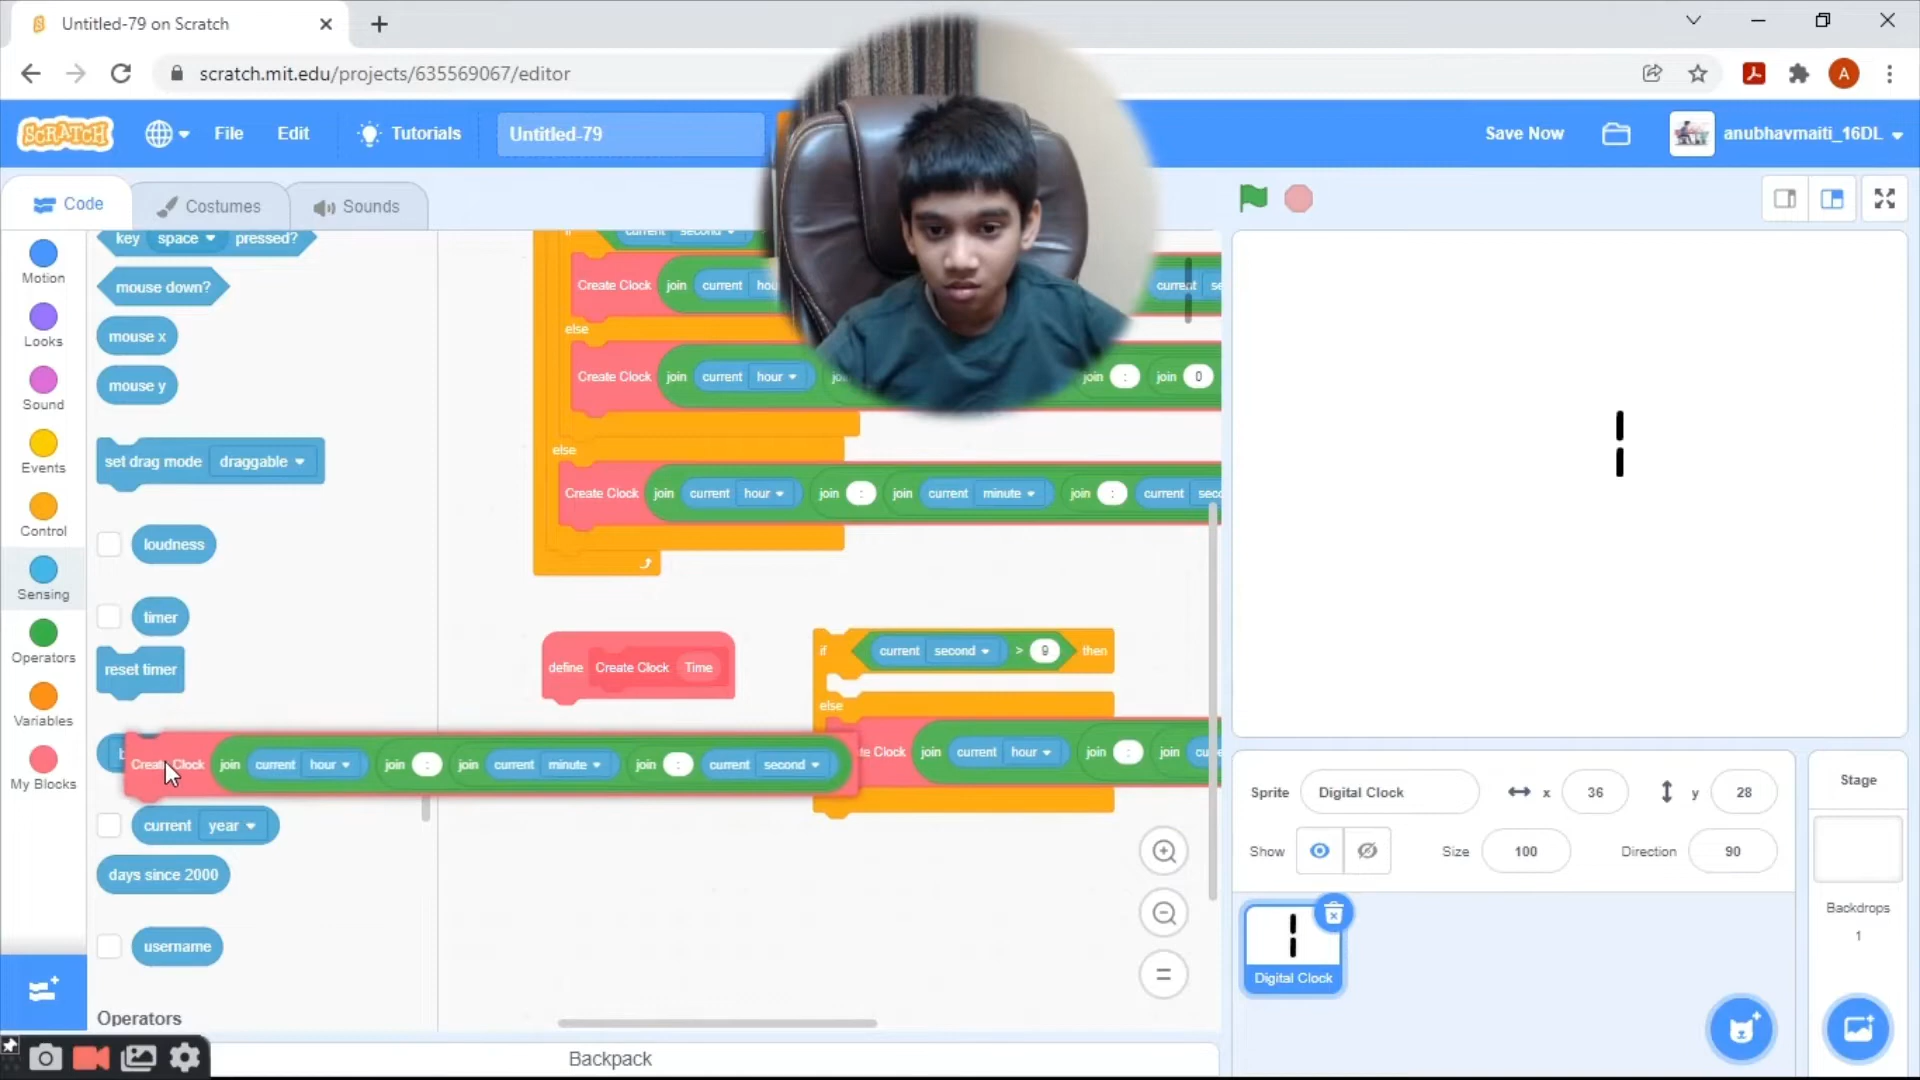 Untitled-79 on Scratch
scratch.mit.edu/projects/635569067/editor
A
SCRATCH
File
Edit
Tutorials
Untitled-79
Save Now
anubhavmaiti_16DL
Code
Costumes
Sounds
Motion
Looks
Sound
Events
Control
Sensing
Operators
Variables
My Blocks
key space pressed?
mouse down?
mouse x
mouse y
set drag mode draggable
loudness
timer
reset timer
current year
days since 2000
username
Operators
if current second
Create Clock join current current
else
Create Clock join current hour join : join 0
else
Create Clock join current hour join : join current minute join : current
define Create Clock Time
if current second > 9 then
else
Clock join current hour join : join
Create Clock join current hour join : join current minute join : current second
Backpack
Sprite Digital Clock x 36 y 28
Show Size 100 Direction 90
Digital Clock
Stage
Backdrops
1